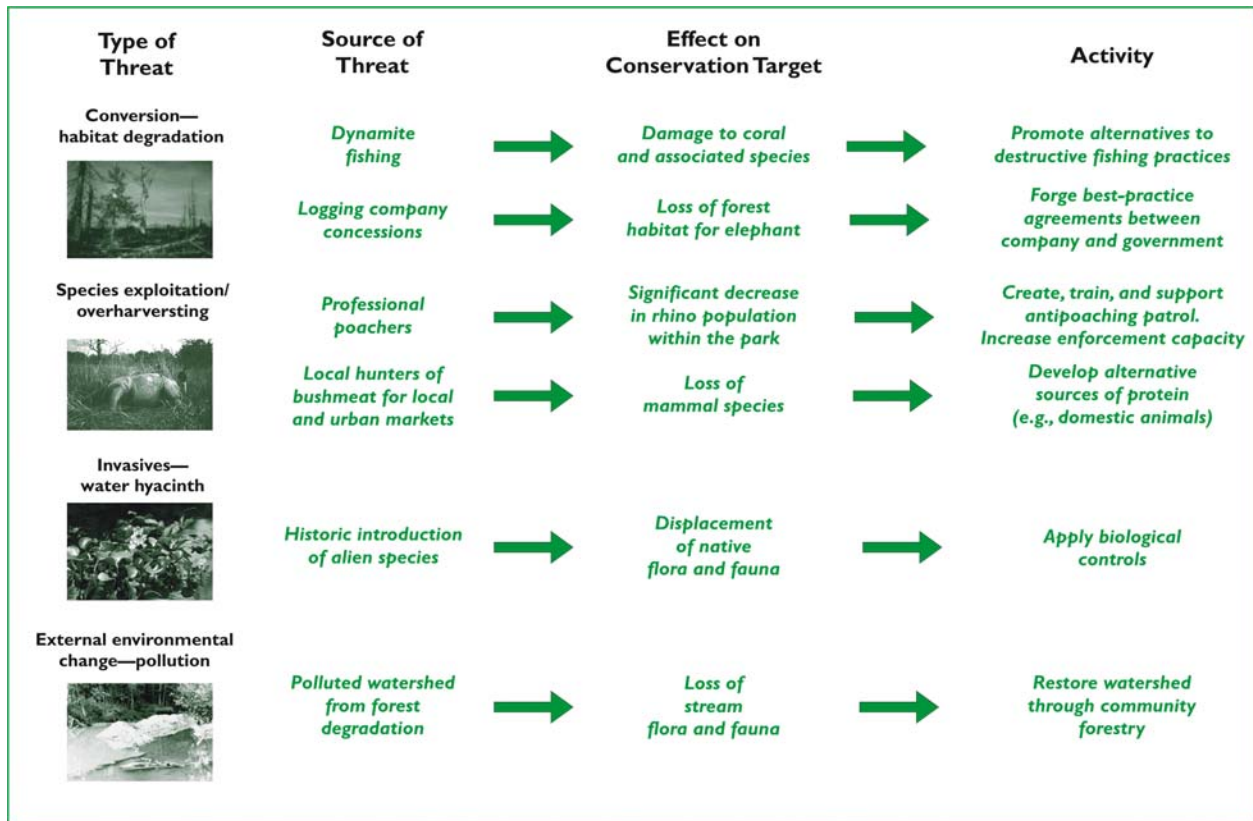 Type of
Threat
Source of
Threat
Effect on
Conservation Target
Activity
Conversion—
habitat degradation
Dynamite
fishing
Damage to coral
and associated species
Promote alternatives to
destructive fishing practices
Logging company
concessions
Loss of forest
habitat for elephant
Forge best-practice
agreements between
company and government
Species exploitation/
overharversting
Professional
poachers
Significant decrease
in rhino population
within the park
Create, train, and support
antipoaching patrol.
Increase enforcement capacity
Local hunters of
bushmeat for local
and urban markets
Loss of
mammal species
Develop alternative
sources of protein
(e.g., domestic animals)
Invasives—
water hyacinth
Historic introduction
of alien species
Displacement
of native
flora and fauna
Apply biological
controls
External environmental
change—pollution
Polluted watershed
from forest
degradation
Loss of
stream
flora and fauna
Restore watershed
through community
forestry